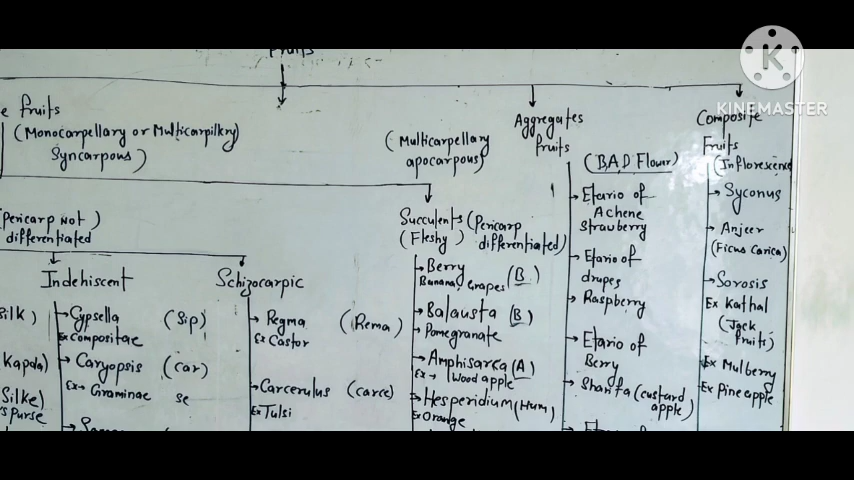 Fruits
K
KINEMASTER
e fruits
(Monocarpellary or Multicarpilkry)
Syncarpous)
(Multicarpellary
apocarpous)
Aggregates
fruits
(B.A.D Flower)
Composite
Fruits
(Inflorescence
(Pericarp Not)
differentiated
Succulents (Pericarp
(Fleshy) differentiated)
Indehiscent
Schizocarpic
Silk)
Cypsella (Sip)
Ex Compositae
Kapda)
Caryopsis (car)
Ex→ Graminae se
Silke)
s purse
Regma (Rema)
Ex Castor
Carcerulus (carce)
Ex Tulsi
Berry
Banana, Grapes (B)
Balausta (B)
Pomegranate
Amphisarca (A)
Ex→ Wood apple
Hesperidium (Hum)
Ex Orange
Etario of
Achene
Strawberry
Etario of
drupes
Raspberry
Etario of
Berry
Sharifa (custard
apple)
Syconus
Anjeer
(Ficus Carica)
Sorosis
Ex Kathal
(Jack
fruits)
Ex Mulberry
Ex Pineapple